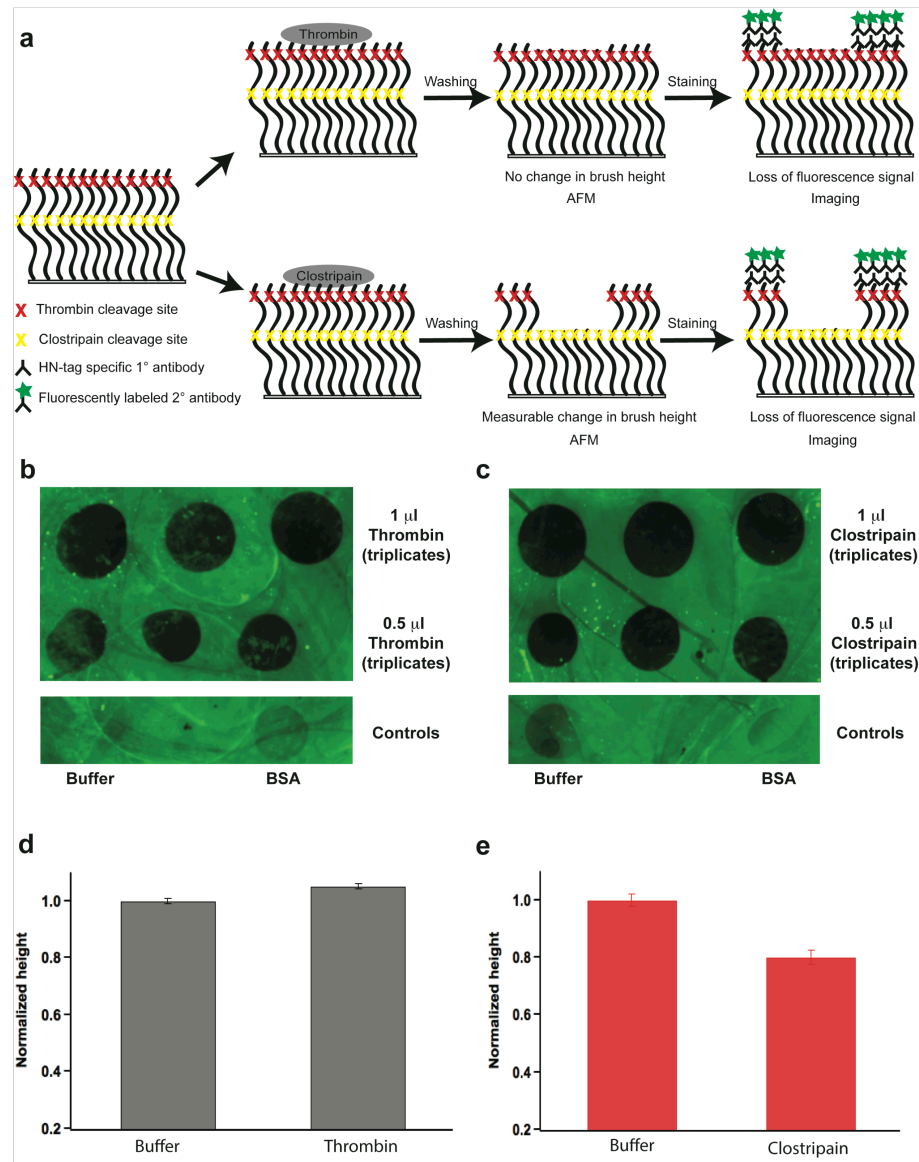 a
Thrombin
Washing
Staining
No change in brush height
AFM
Loss of fluorescence signal
Imaging
Clostripain
Washing
Staining
Measurable change in brush height
AFM
Loss of fluorescence signal
Imaging
Thrombin cleavage site
Clostripain cleavage site
HN-tag specific 1° antibody
Fluorescently labeled 2° antibody
b
1 μl
Thrombin
(triplicates)
0.5 μl
Thrombin
(triplicates)
Controls
Buffer
BSA
c
1 μl
Clostripain
(triplicates)
0.5 μl
Clostripain
(triplicates)
Controls
Buffer
BSA
d
Normalized height
1.0
0.8
0.6
0.4
0.2
Buffer
Thrombin
e
Normalized height
1.0
0.8
0.6
0.4
0.2
Buffer
Clostripain